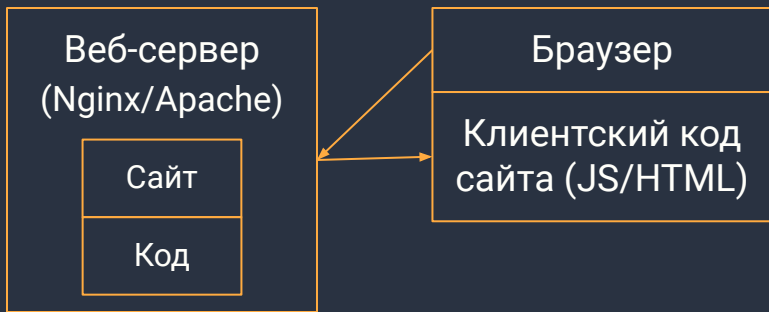 Веб-сервер
(Nginx/Apache)
Сайт
Код
Браузер
Клиентский код
сайта (JS/HTML)